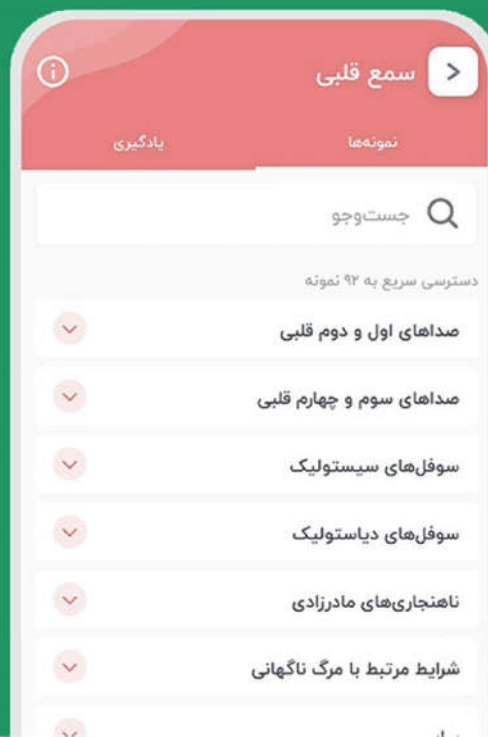 سمع قلبی
نمونه‌ها
یادگیری
جست‌وجو
دسترسی سریع به ۹۲ نمونه
صداهای اول و دوم قلبی
صداهای سوم و چهارم قلبی
سوفل‌های سیستولیک
سوفل‌های دیاستولیک
ناهنجاری‌های مادرزادی
شرایط مرتبط با مرگ ناگهانی